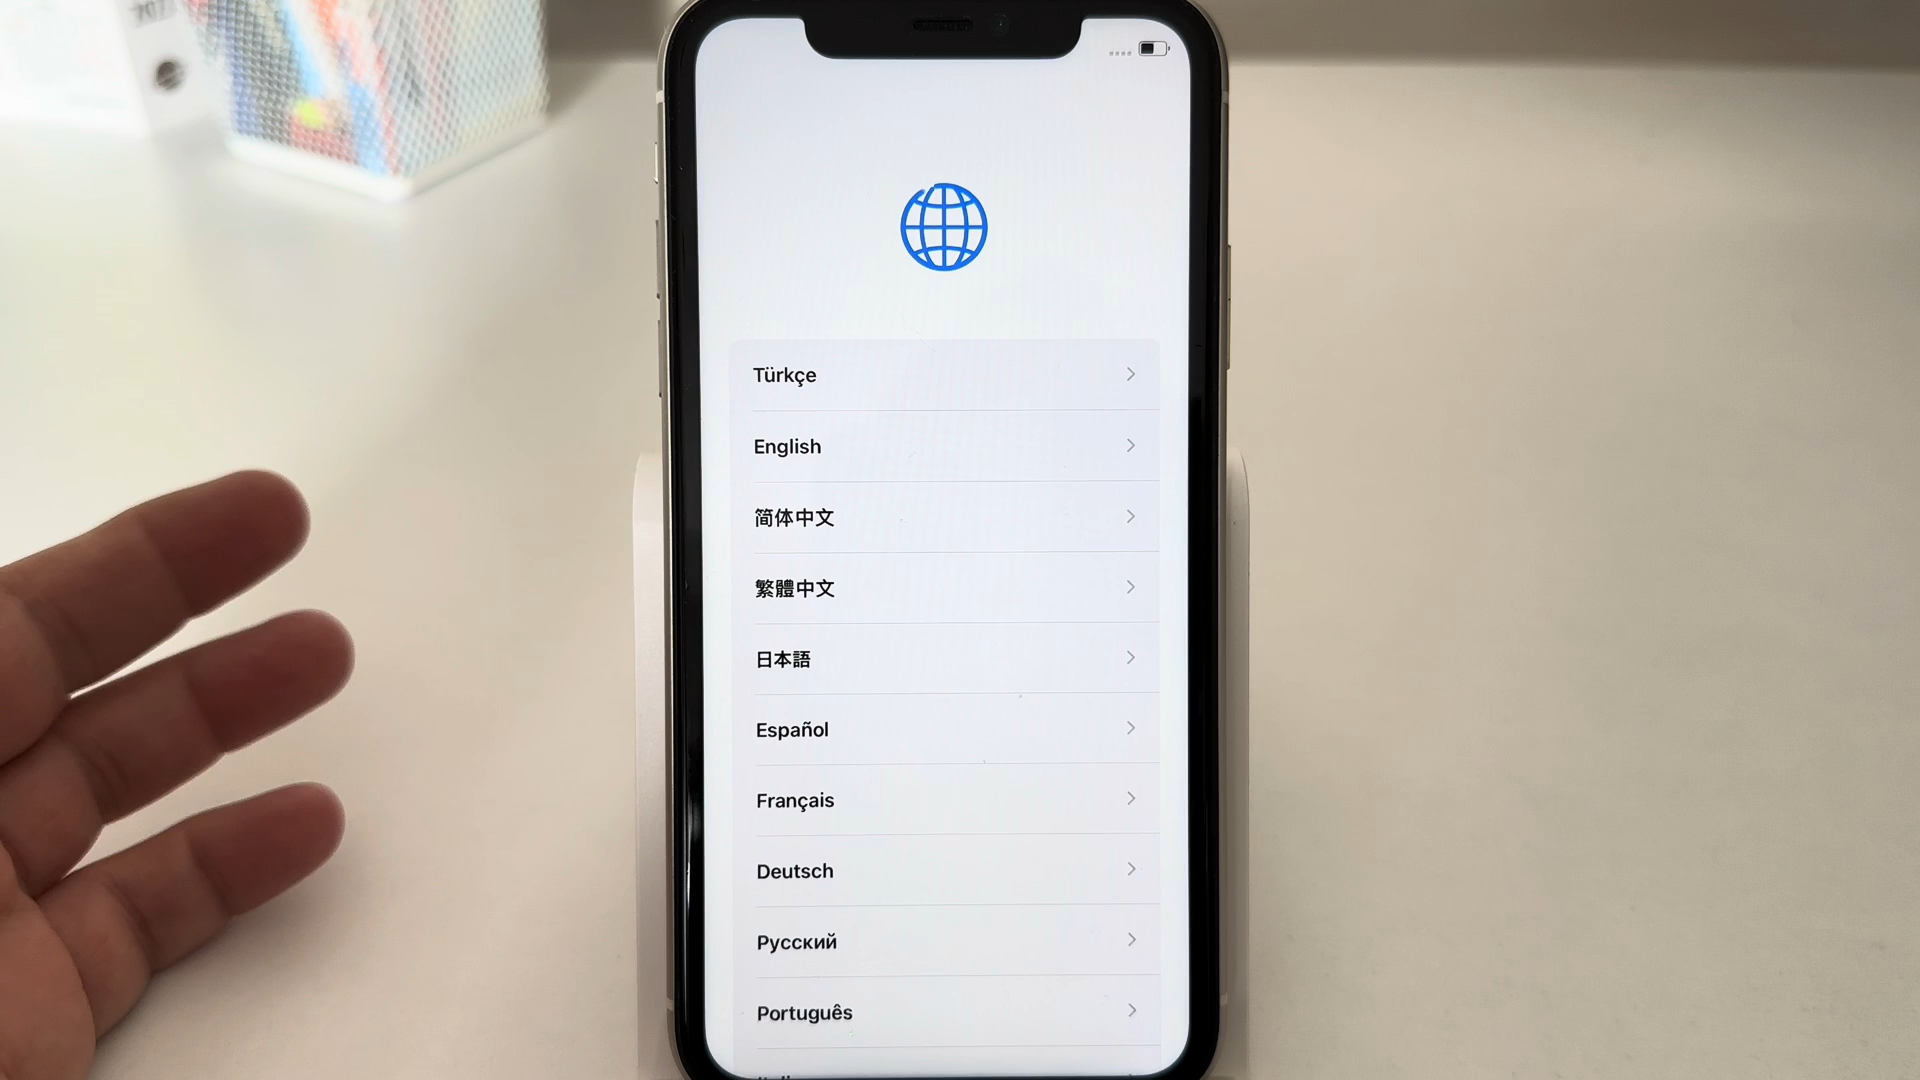 Türkçe
English
简体中文
繁體中文
日本語
Español
Français
Deutsch
Русский
Português